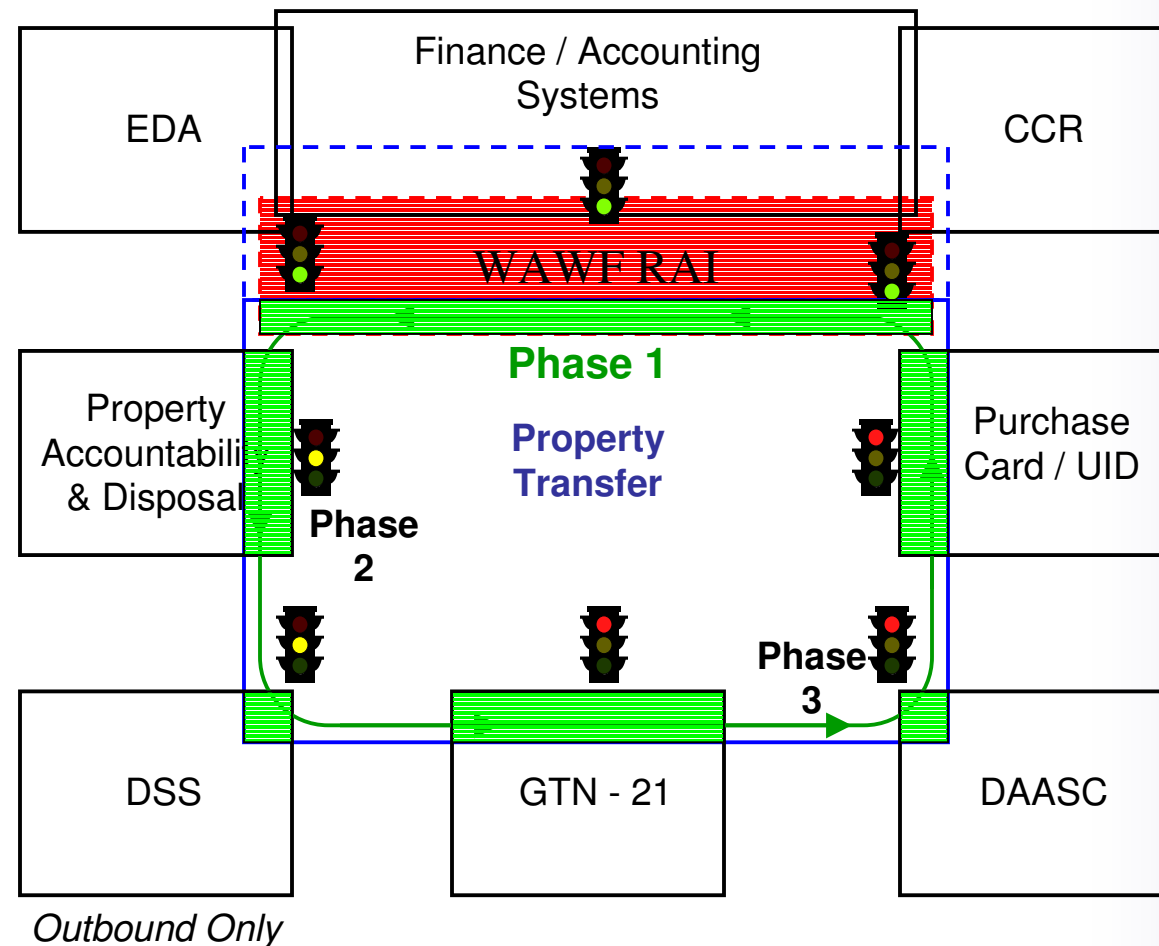 Finance / Accounting
Systems
EDA
CCR
WAWF RAI
Phase 1
Property
Accountability
& Disposal
Property
Transfer
Purchase
Card / UID
Phase
2
Phase
3
DSS
GTN - 21
DAASC
Outbound Only